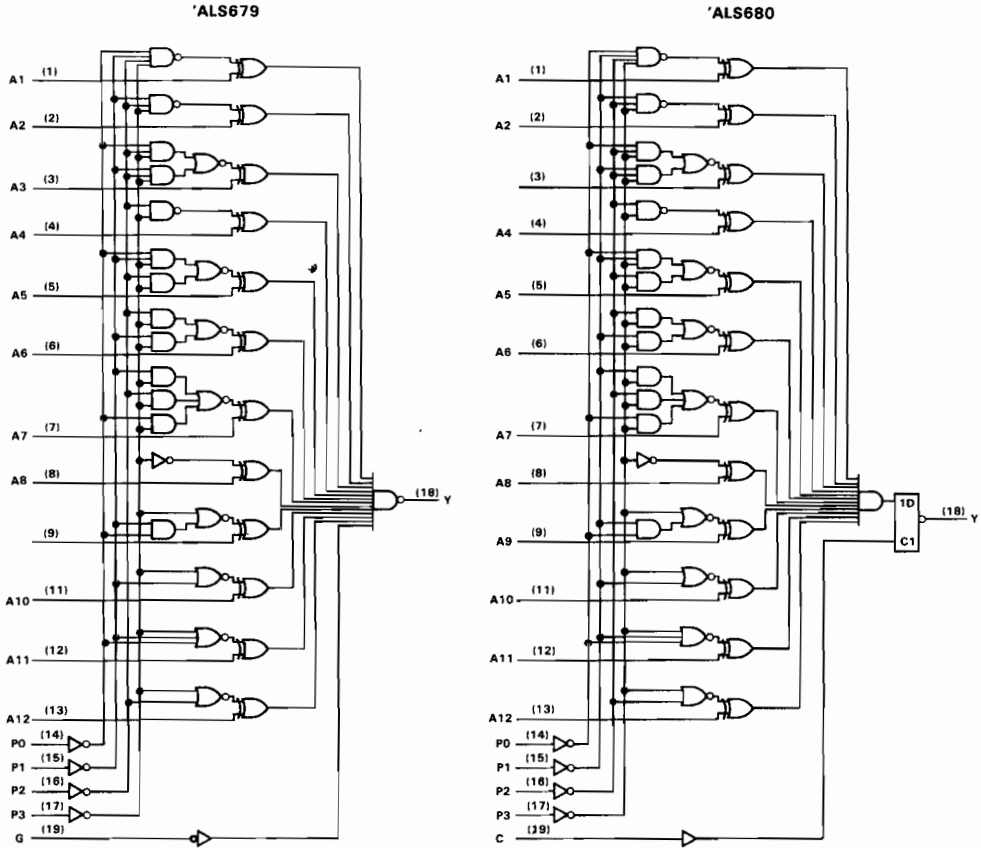 'ALS679
A1 (1)
A2 (2)
A3 (3)
A4 (4)
A5 (5)
A6 (6)
A7 (7)
A8 (8)
(9)
A10 (11)
A11 (12)
A12 (13)
P0 (14)
P1 (15)
P2 (16)
P3 (17)
G (19)
(18) Y
'ALS680
A1 (1)
A2 (2)
(3)
A4 (4)
A5 (5)
A6 (6)
A7 (7)
A8 (8)
A9 (9)
A10 (11)
A11 (12)
A12 (13)
P0 (14)
P1 (15)
P2 (16)
P3 (17)
C (19)
1D
C1
(18) Y